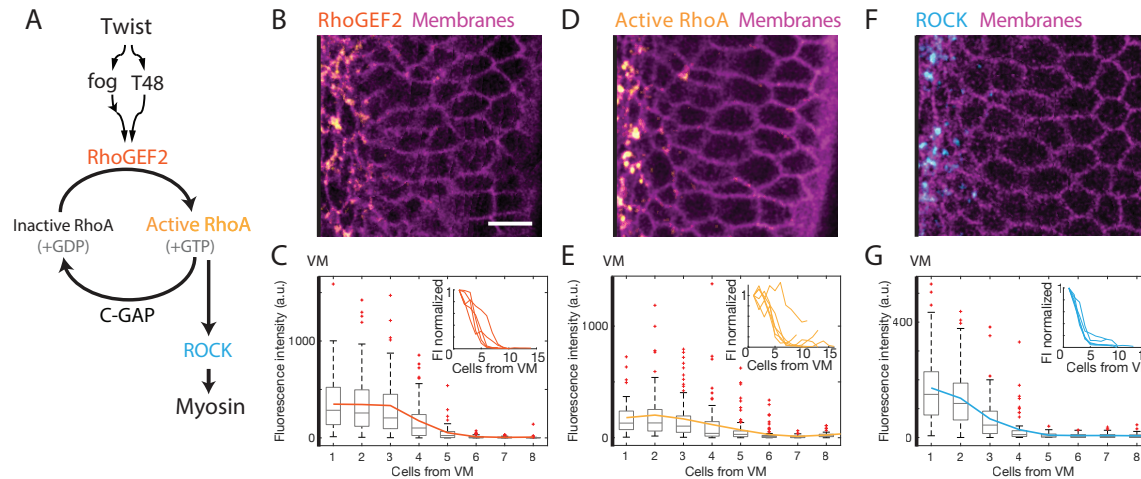 A
Twist
fog T48
RhoGEF2
Inactive RhoA
(+GDP)
Active RhoA
(+GTP)
C-GAP
ROCK
Myosin
B
RhoGEF2 Membranes
D
Active RhoA Membranes
F
ROCK Membranes
C
VM
Fluorescence intensity (a.u.)
1000
0
1 2 3 4 5 6 7 8
Cells from VM
FI normalized
1
0 5 10 15
Cells from VM
E
VM
Fluorescence intensity (a.u.)
1000
0
1 2 3 4 5 6 7 8
Cells from VM
FI normalized
1
0 5 10 15
Cells from VM
G
VM
Fluorescence intensity (a.u.)
400
0
1 2 3 4 5 6 7 8
Cells from VM
FI normalized
1
0 5 10
Cells from VM